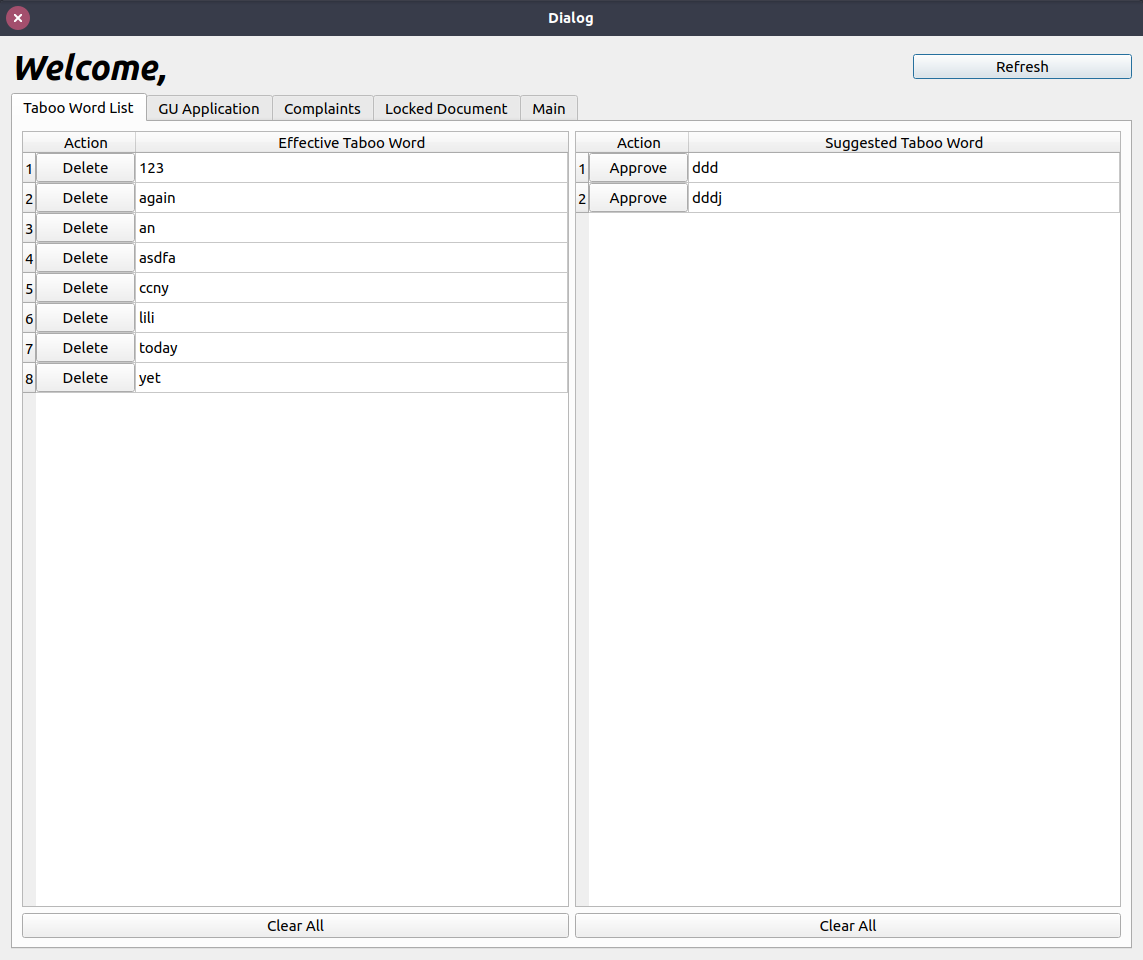 Dialog
Welcome,
Refresh
Taboo Word List GU Application Complaints Locked Document Main
Action Effective Taboo Word
1 Delete 123
2 Delete again
3 Delete an
4 Delete asdfa
5 Delete ccny
6 Delete lili
7 Delete today
8 Delete yet
Clear All
Action Suggested Taboo Word
1 Approve ddd
2 Approve dddj
Clear All